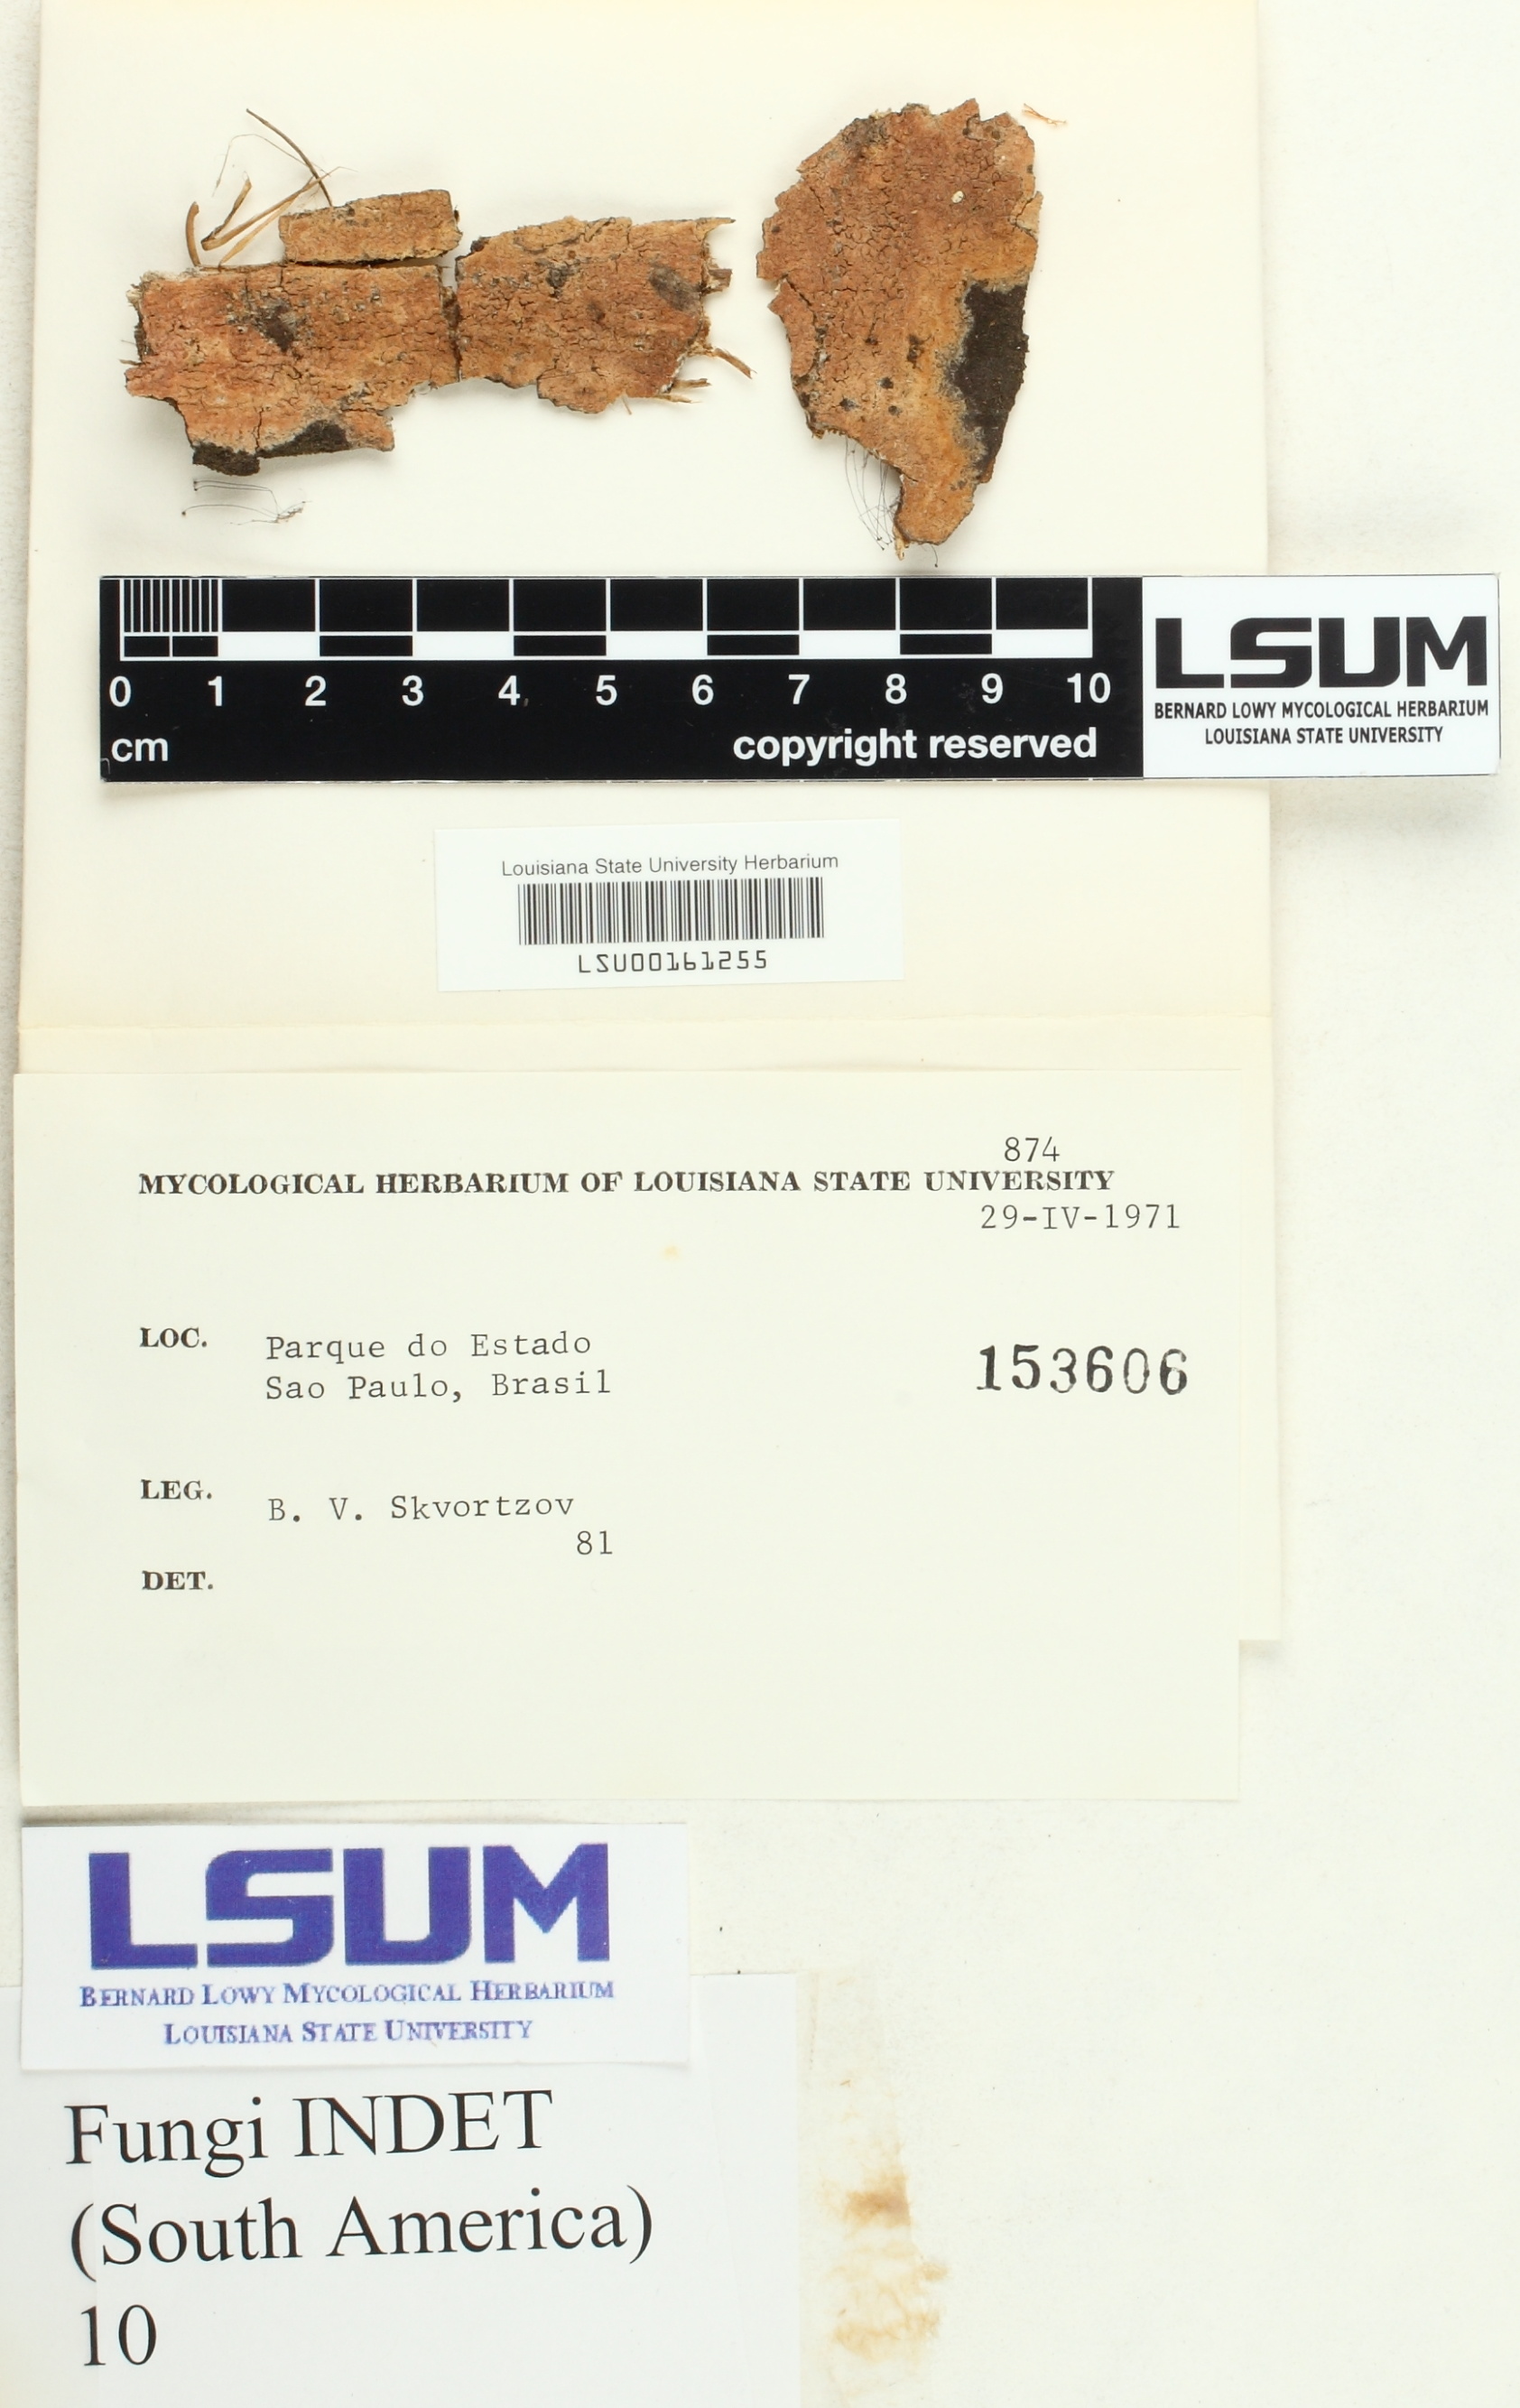 0 1 2 3 4 5 6 7 8 9 10
cm copyright reserved
LSUM
BERNARD LOWY MYCOLOGICAL HERBARIUM
LOUISIANA STATE UNIVERSITY
Louisiana State University Herbarium
LSU00161255
874
MYCOLOGICAL HERBARIUM OF LOUISIANA STATE UNIVERSITY
29-IV-1971
LOC. Parque do Estado
Sao Paulo, Brasil
153606
LEG. B. V. Skvortzov
81
DET.
LSUM
BERNARD LOWY MYCOLOGICAL HERBARIUM
LOUISIANA STATE UNIVERSITY
Fungi INDET
(South America)
10